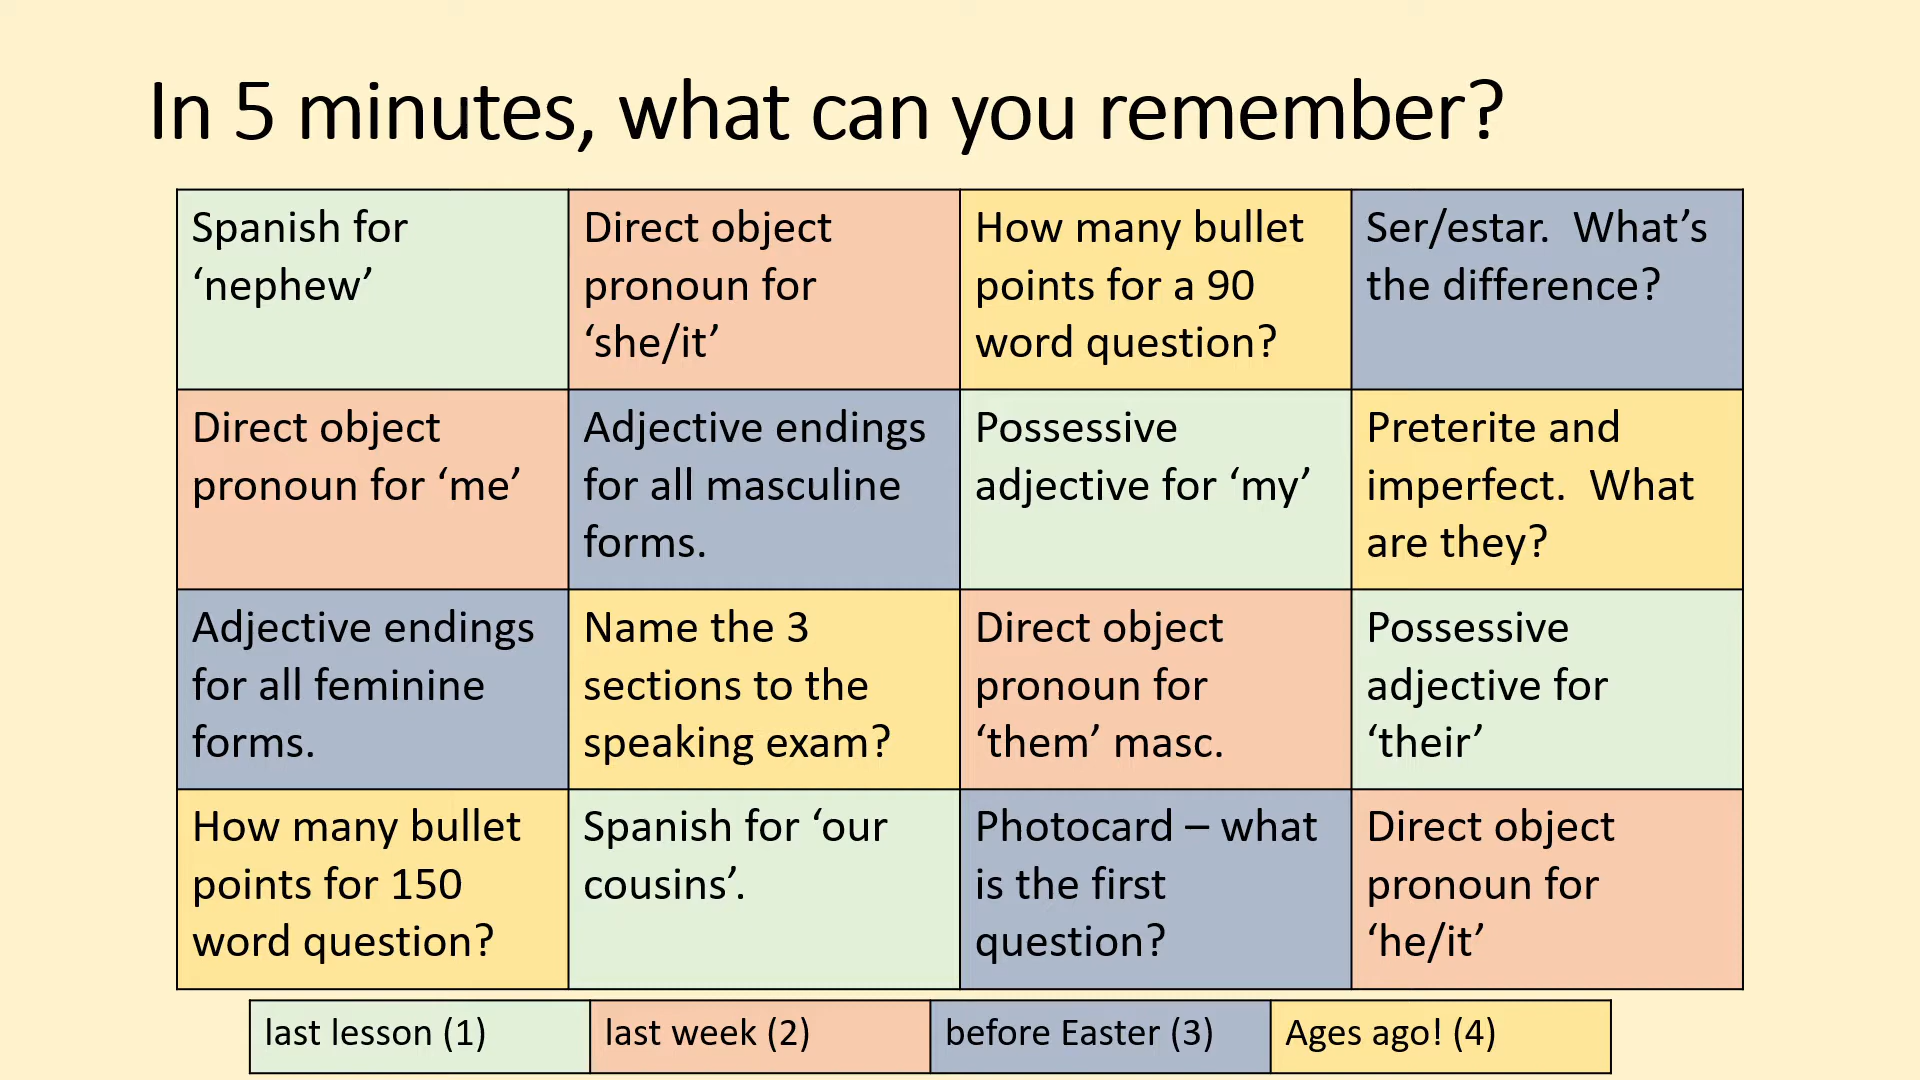 In 5 minutes, what can you remember?
Spanish for
‘nephew’
Direct object
pronoun for
‘she/it’
How many bullet
points for a 90
word question?
Ser/estar.  What’s
the difference?
Direct object
pronoun for ‘me’
Adjective endings
for all masculine
forms.
Possessive
adjective for ‘my’
Preterite and
imperfect.  What
are they?
Adjective endings
for all feminine
forms.
Name the 3
sections to the
speaking exam?
Direct object
pronoun for
‘them’ masc.
Possessive
adjective for
‘their’
How many bullet
points for 150
word question?
Spanish for ‘our
cousins’.
Photocard – what
is the first
question?
Direct object
pronoun for
‘he/it’
last lesson (1)
last week (2)
before Easter (3)
Ages ago! (4)